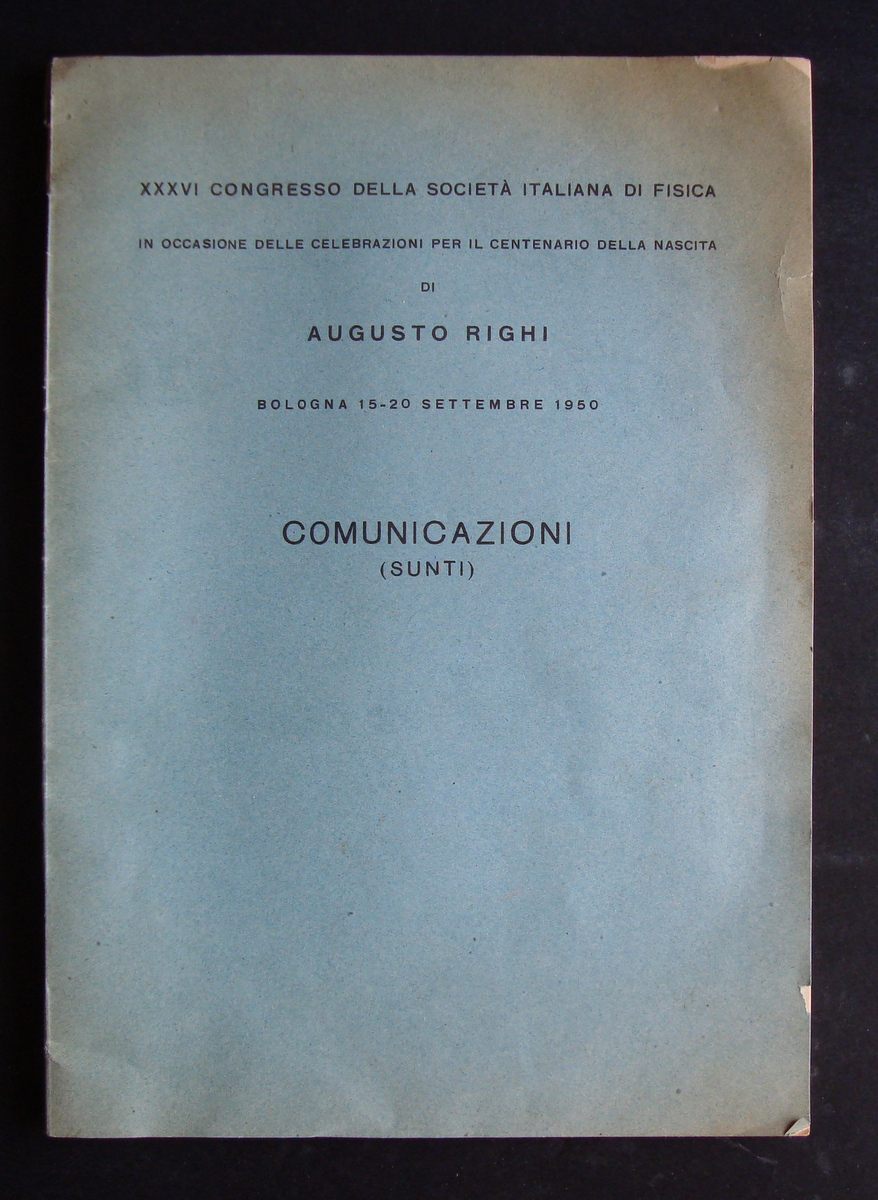 XXXVI CONGRESSO DELLA SOCIETÀ ITALIANA DI FISICA
IN OCCASIONE DELLE CELEBRAZIONI PER IL CENTENARIO DELLA NASCITA
DI
AUGUSTO RIGHI
BOLOGNA 15-20 SETTEMBRE 1950
COMUNICAZIONI
(SUNTI)